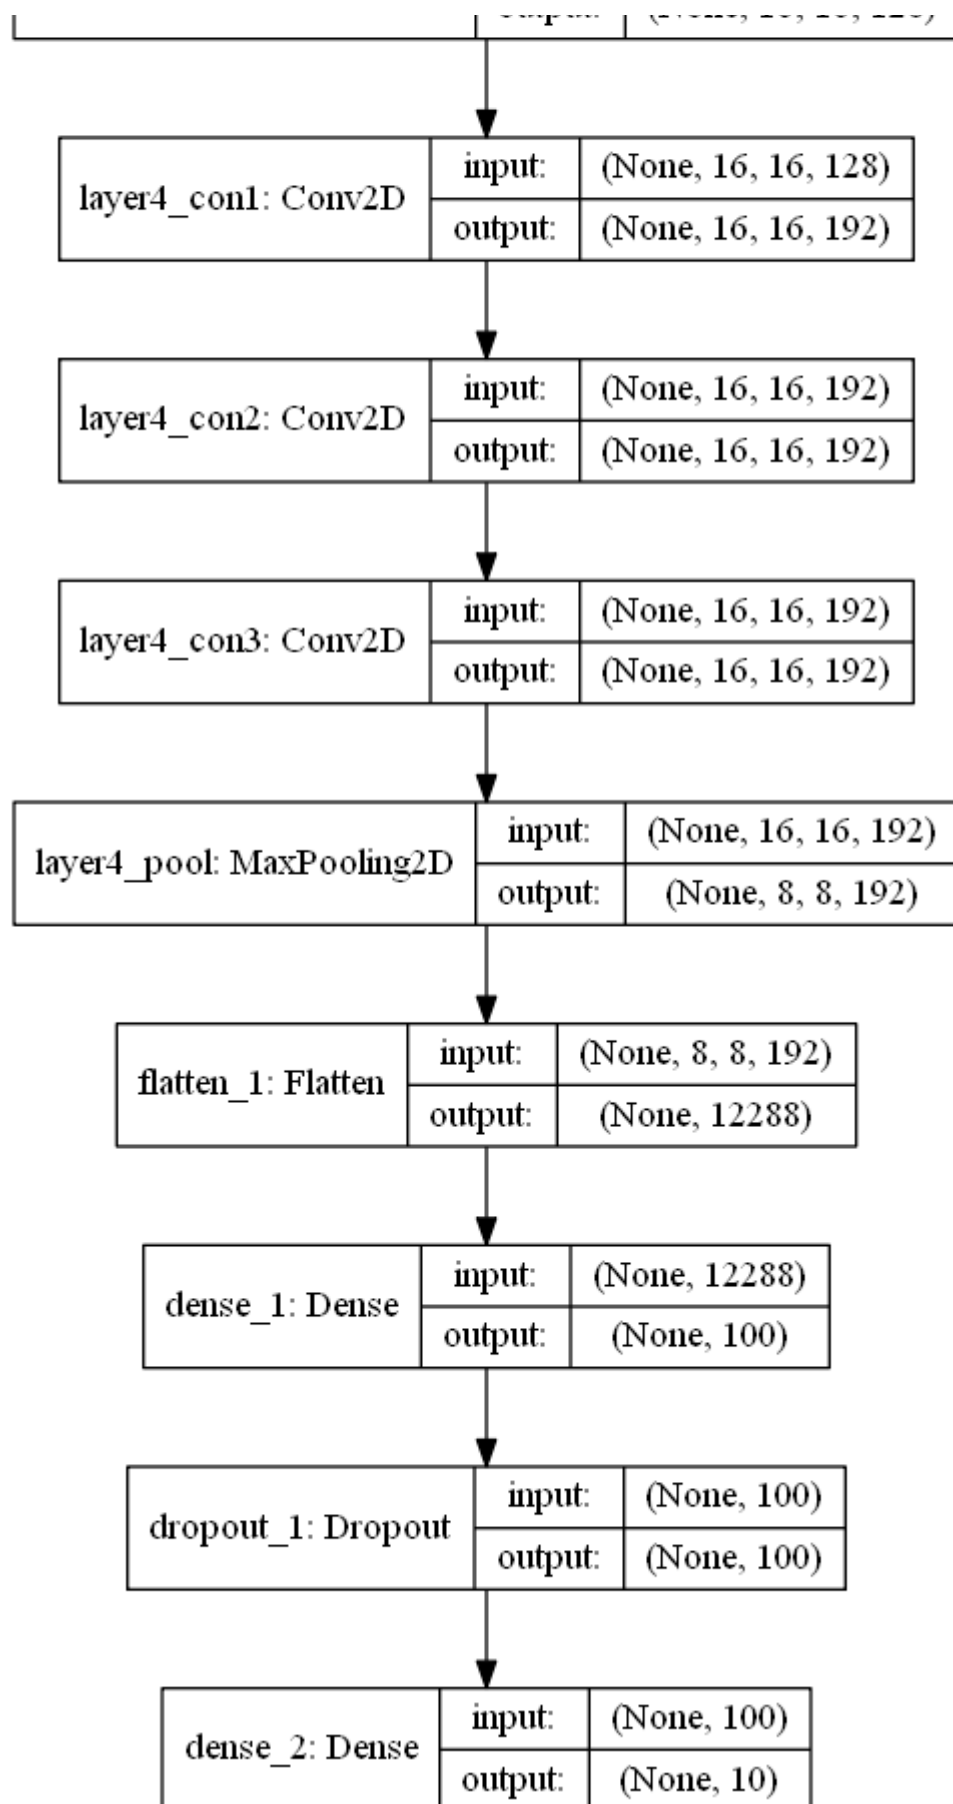 layer4_con1: Conv2D
input: (None, 16, 16, 128)
output: (None, 16, 16, 192)
layer4_con2: Conv2D
input: (None, 16, 16, 192)
output: (None, 16, 16, 192)
layer4_con3: Conv2D
input: (None, 16, 16, 192)
output: (None, 16, 16, 192)
layer4_pool: MaxPooling2D
input: (None, 16, 16, 192)
output: (None, 8, 8, 192)
flatten_1: Flatten
input: (None, 8, 8, 192)
output: (None, 12288)
dense_1: Dense
input: (None, 12288)
output: (None, 100)
dropout_1: Dropout
input: (None, 100)
output: (None, 100)
dense_2: Dense
input: (None, 100)
output: (None, 10)